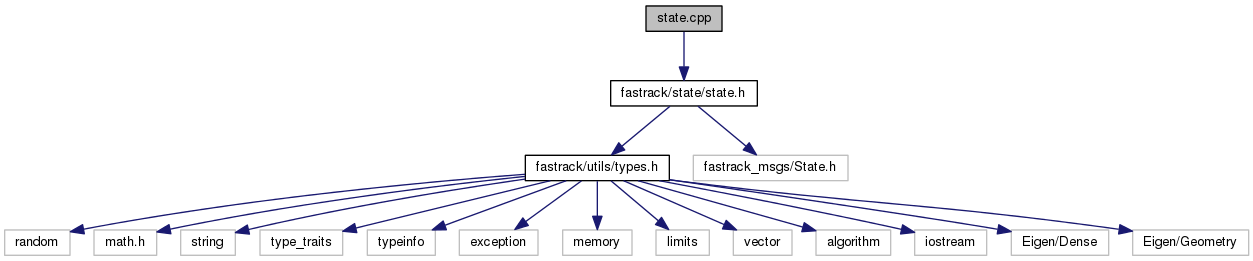 state.cpp
fastrack/state/state.h
fastrack/utils/types.h
fastrack_msgs/State.h
random
math.h
string
type_traits
typeinfo
exception
memory
limits
vector
algorithm
iostream
Eigen/Dense
Eigen/Geometry